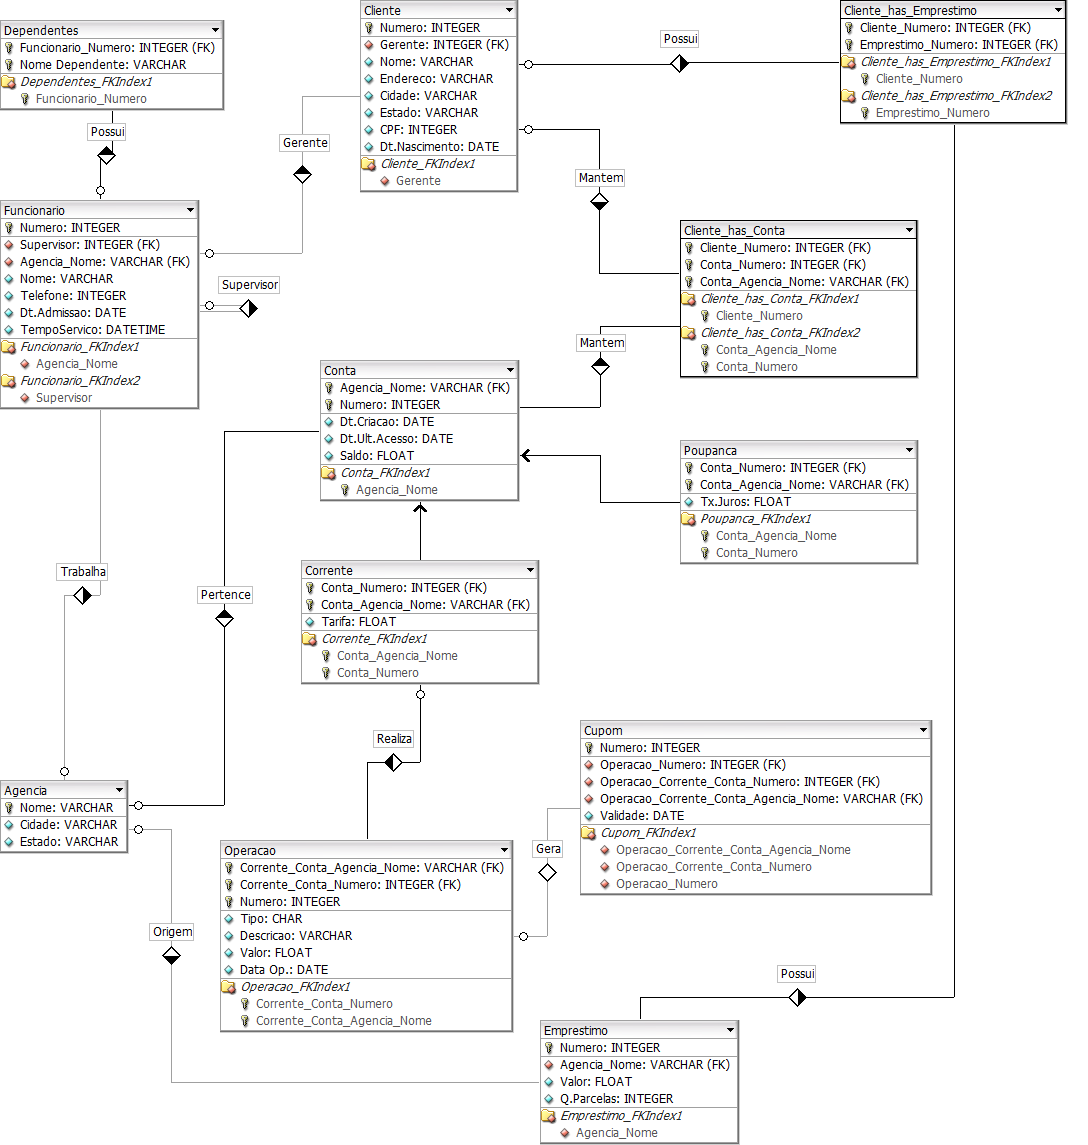 Dependentes
Funcionario_Numero: INTEGER (FK)
Nome Dependente: VARCHAR
Dependentes_FKIndex1
Funcionario_Numero
Possui
Cliente
Numero: INTEGER
Gerente: INTEGER (FK)
Nome: VARCHAR
Endereco: VARCHAR
Cidade: VARCHAR
Estado: VARCHAR
CPF: INTEGER
Dt.Nascimento: DATE
Cliente_FKIndex1
Gerente
Gerente
Possui
Cliente_has_Emprestimo
Cliente_Numero: INTEGER (FK)
Emprestimo_Numero: INTEGER (FK)
Cliente_has_Emprestimo_FKIndex1
Cliente_Numero
Cliente_has_Emprestimo_FKIndex2
Emprestimo_Numero
Mantem
Funcionario
Numero: INTEGER
Supervisor: INTEGER (FK)
Agencia_Nome: VARCHAR (FK)
Nome: VARCHAR
Telefone: INTEGER
Dt.Admissao: DATE
TempoServico: DATETIME
Funcionario_FKIndex1
Agencia_Nome
Funcionario_FKIndex2
Supervisor
Supervisor
Cliente_has_Conta
Cliente_Numero: INTEGER (FK)
Conta_Numero: INTEGER (FK)
Conta_Agencia_Nome: VARCHAR (FK)
Cliente_has_Conta_FKIndex1
Cliente_Numero
Cliente_has_Conta_FKIndex2
Conta_Agencia_Nome
Conta_Numero
Mantem
Conta
Agencia_Nome: VARCHAR (FK)
Numero: INTEGER
Dt.Criacao: DATE
Dt.Ult.Acesso: DATE
Saldo: FLOAT
Conta_FKIndex1
Agencia_Nome
Poupanca
Conta_Numero: INTEGER (FK)
Conta_Agencia_Nome: VARCHAR (FK)
Tx.Juros: FLOAT
Poupanca_FKIndex1
Conta_Agencia_Nome
Conta_Numero
Trabalha
Pertence
Corrente
Conta_Numero: INTEGER (FK)
Conta_Agencia_Nome: VARCHAR (FK)
Tarifa: FLOAT
Corrente_FKIndex1
Conta_Agencia_Nome
Conta_Numero
Realiza
Cupom
Numero: INTEGER
Operacao_Numero: INTEGER (FK)
Operacao_Corrente_Conta_Numero: INTEGER (FK)
Operacao_Corrente_Conta_Agencia_Nome: VARCHAR (FK)
Validade: DATE
Cupom_FKIndex1
Operacao_Corrente_Conta_Agencia_Nome
Operacao_Corrente_Conta_Numero
Operacao_Numero
Agencia
Nome: VARCHAR
Cidade: VARCHAR
Estado: VARCHAR
Gera
Operacao
Corrente_Conta_Agencia_Nome: VARCHAR (FK)
Corrente_Conta_Numero: INTEGER (FK)
Numero: INTEGER
Tipo: CHAR
Descricao: VARCHAR
Valor: FLOAT
Data Op.: DATE
Operacao_FKIndex1
Corrente_Conta_Numero
Corrente_Conta_Agencia_Nome
Origem
Possui
Emprestimo
Numero: INTEGER
Agencia_Nome: VARCHAR (FK)
Valor: FLOAT
Q.Parcelas: INTEGER
Emprestimo_FKIndex1
Agencia_Nome